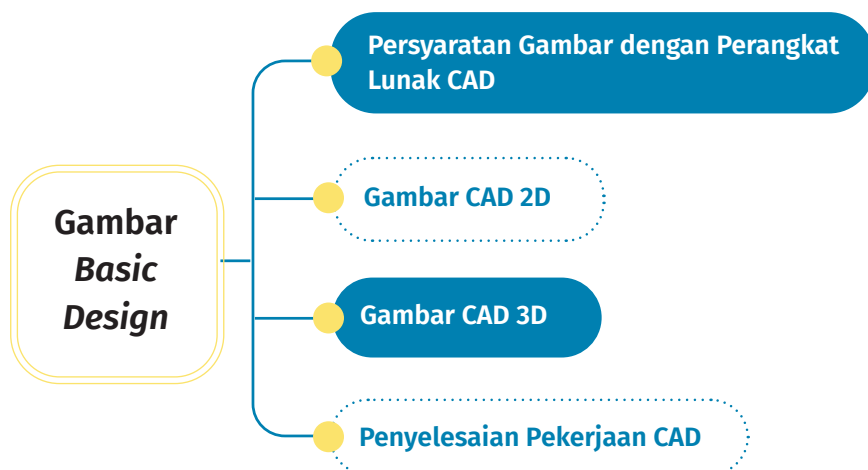 Persyaratan Gambar dengan Perangkat
Lunak CAD
Gambar CAD 2D
Gambar
Basic
Design
Gambar CAD 3D
Penyelesaian Pekerjaan CAD